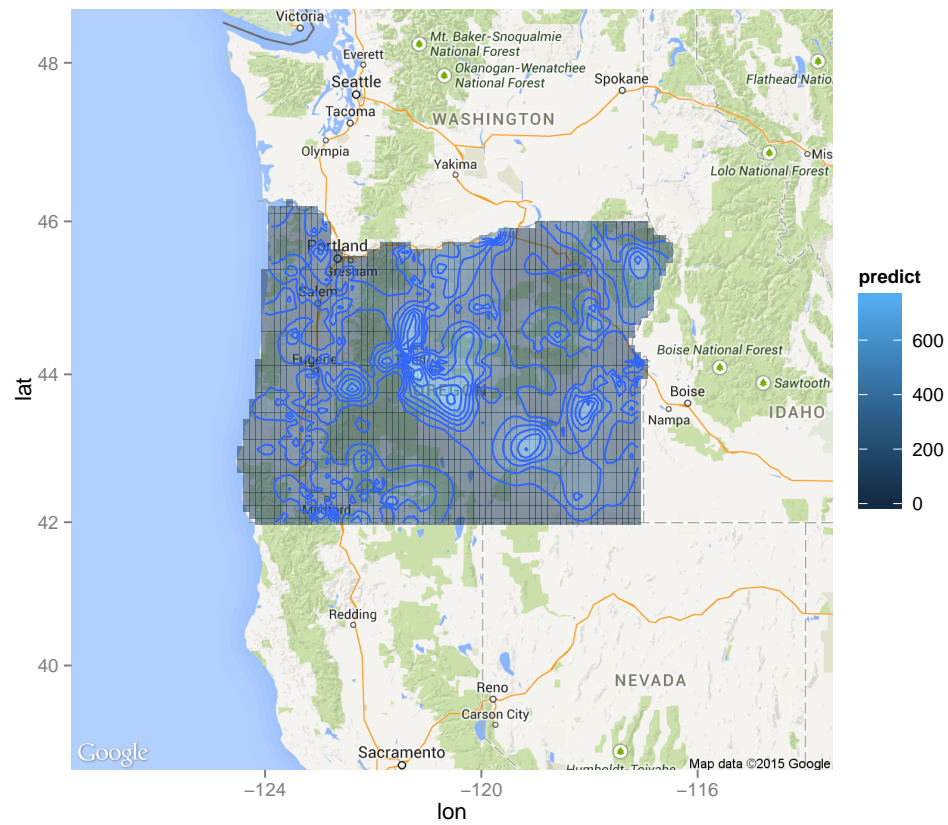 Victoria
Mt. Baker-Snoqualmie
National Forest
Everett
48
Okanogan-Wenatchee
National Forest
Seattle
Spokane
Flathead Natio
Tacoma
WASHINGTON
Olympia
Mis
Yakima
Lolo National Forest
46
Portland
Gresham
predict
Salem
600
Boise National Forest
Eugene
Bend
44
Sawtooth
400
OREGON
Boise
IDAHO
Nampa
200
0
Medford
42
Redding
40
NEVADA
Reno
Carson City
Sacramento
Google
Map data ©2015 Google
Humboldt-Toiyabe
−124
−120
−116
lat
lon